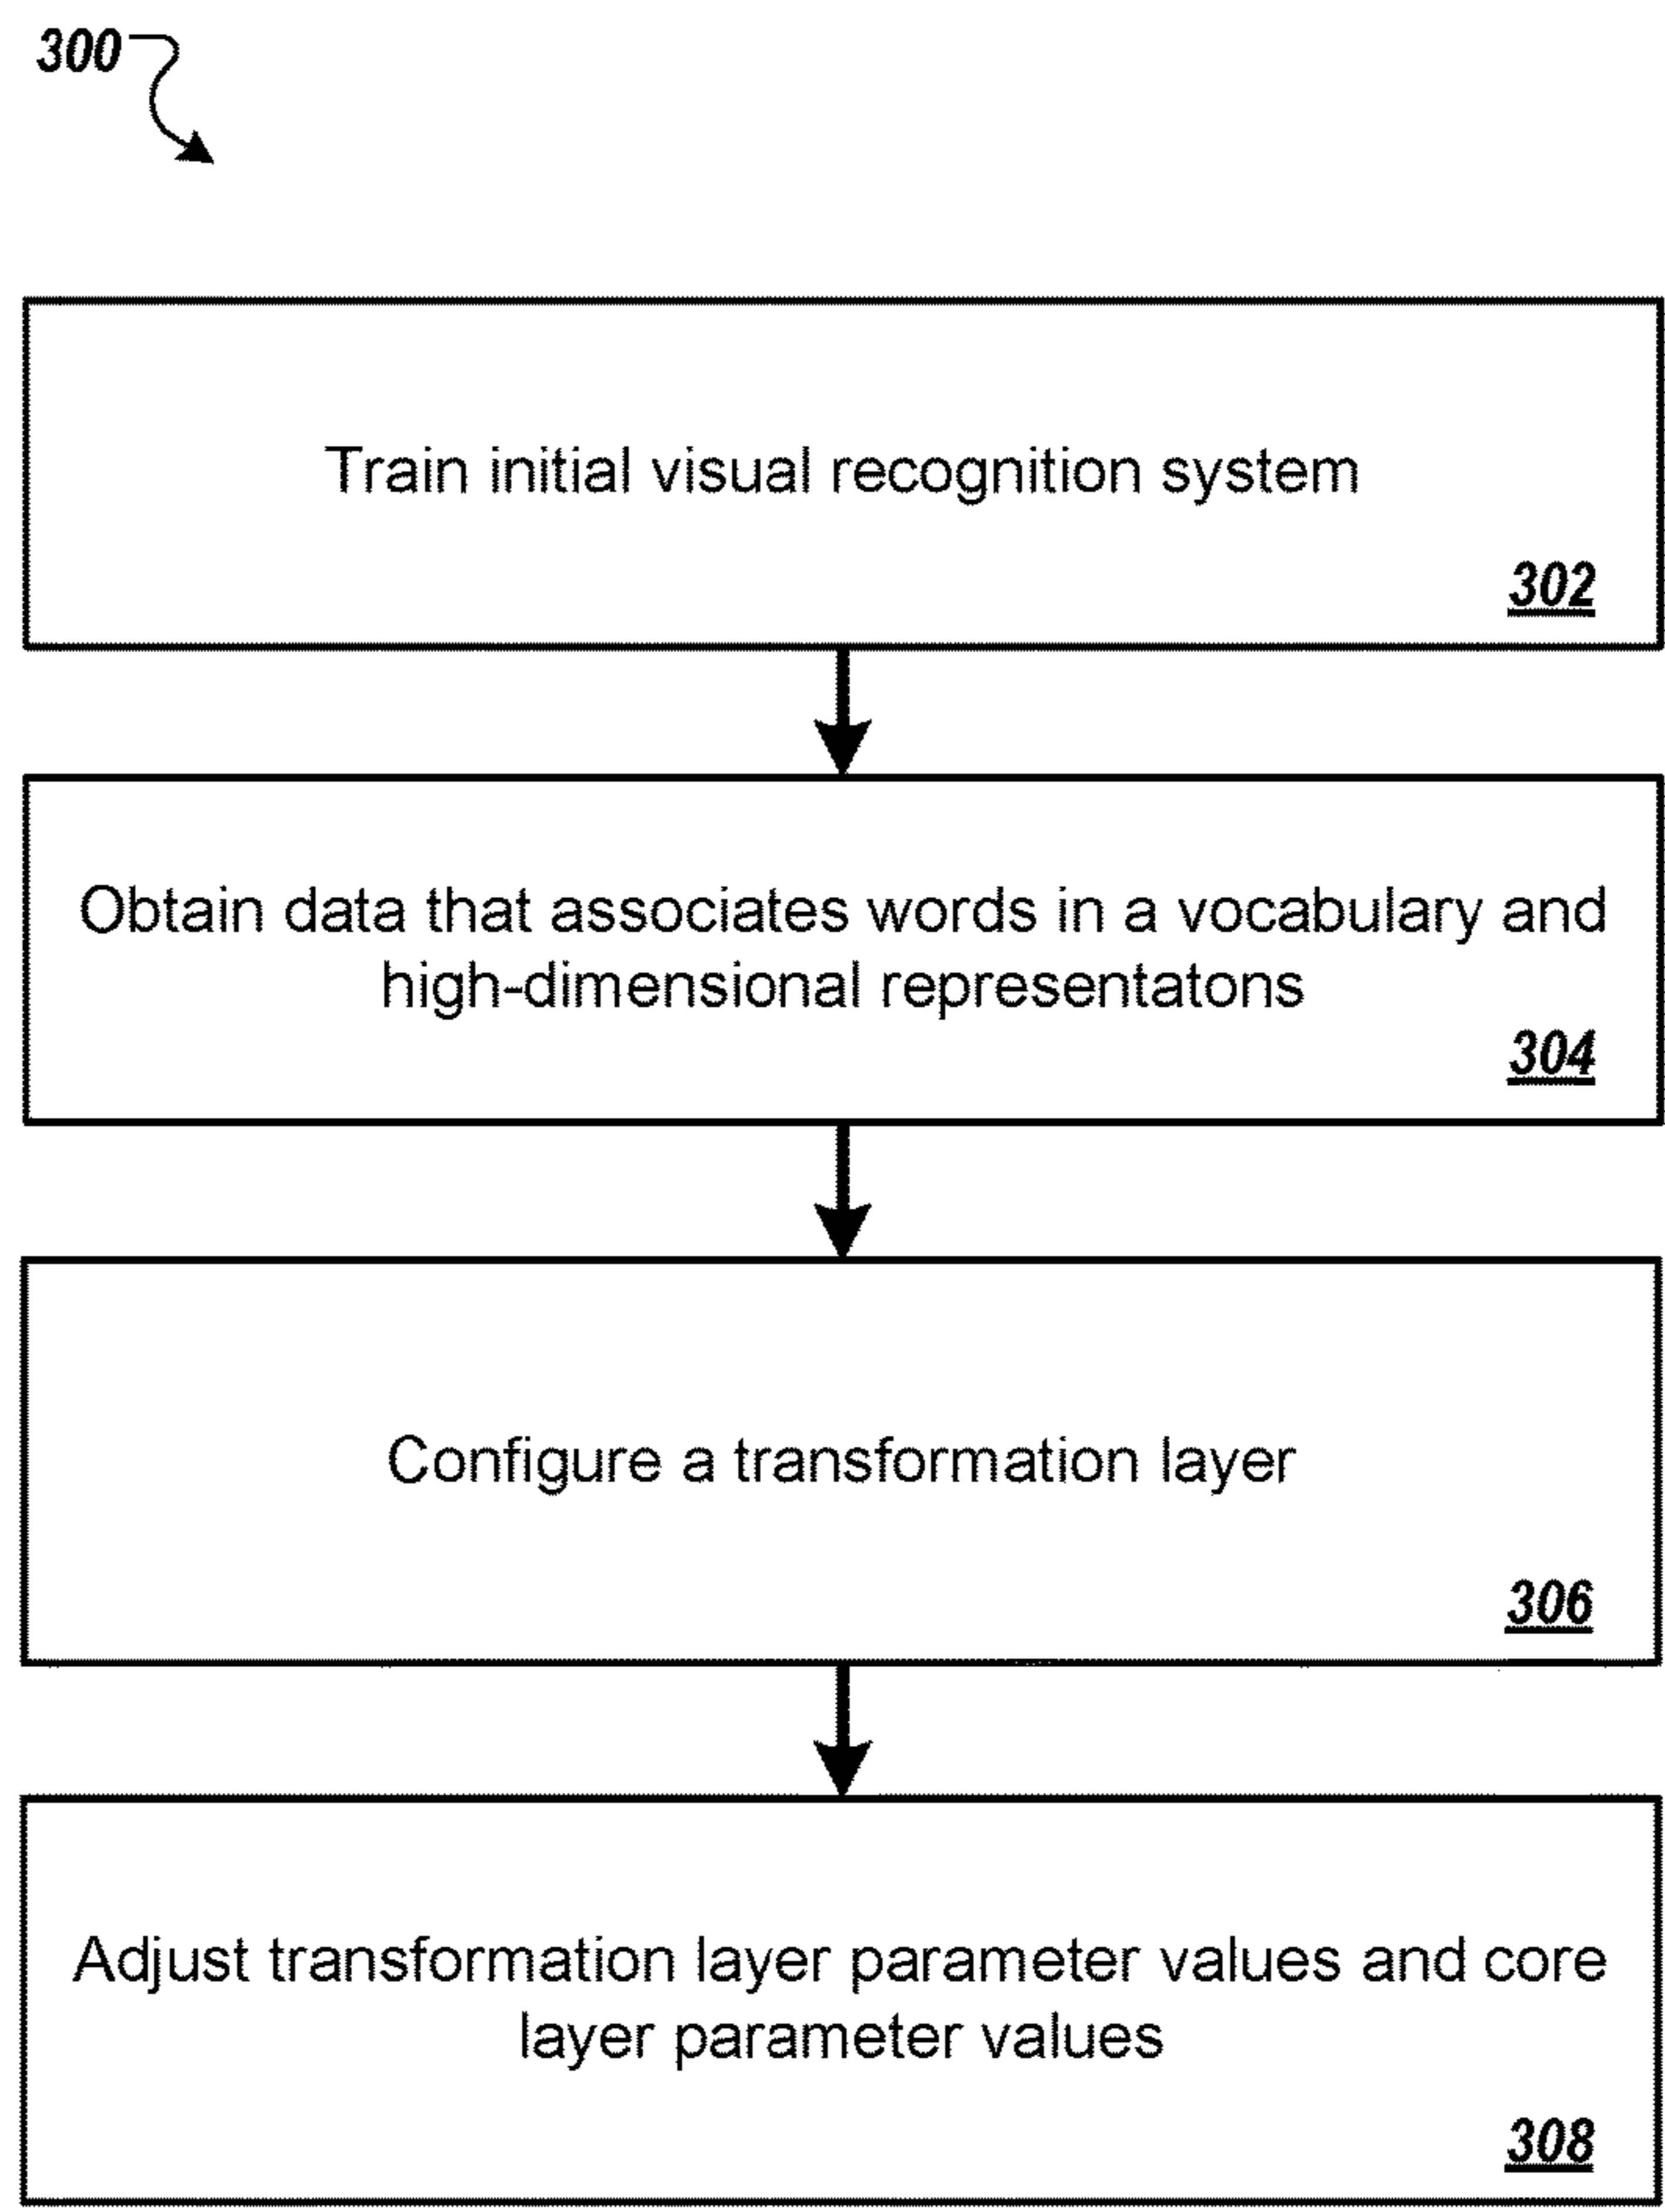 300
Train initial visual recognition system
302
Obtain data that associates words in a vocabulary and
high-dimensional representatons
304
Configure a transformation layer
306
Adjust transformation layer parameter values and core
layer parameter values
308